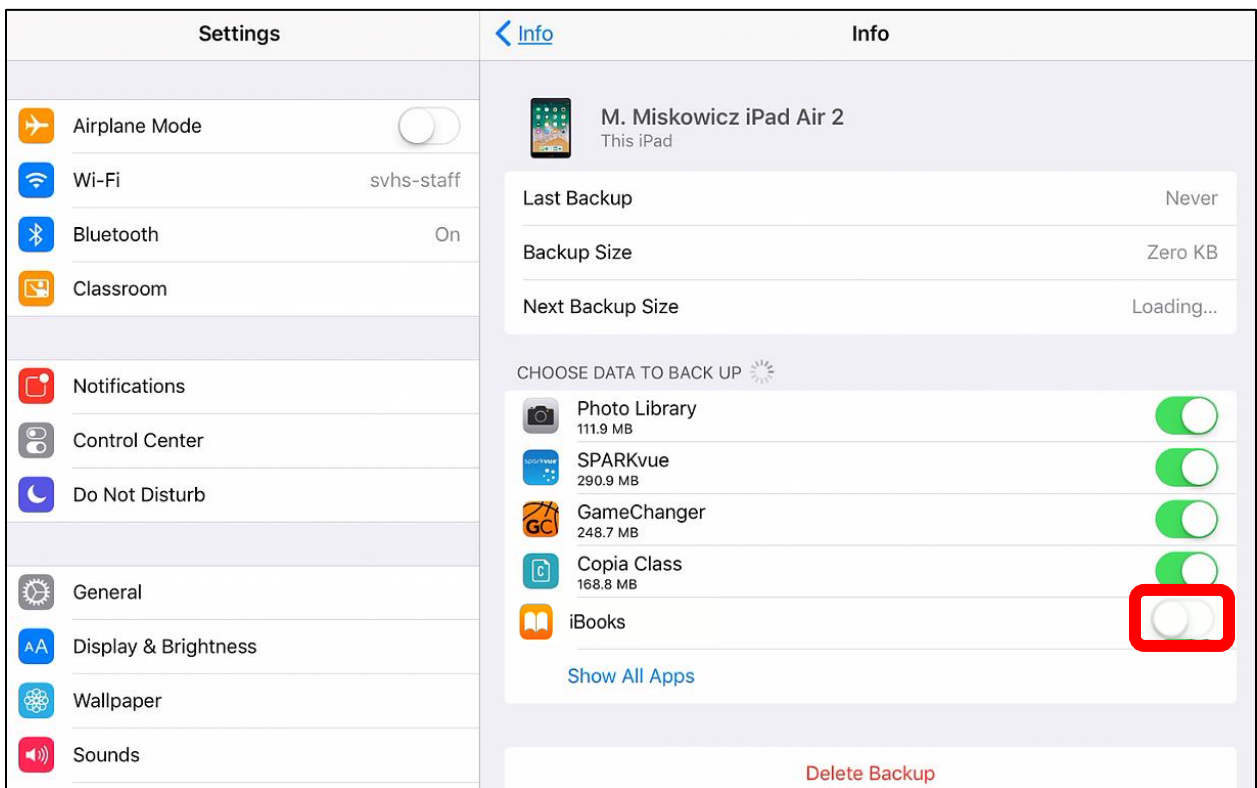 Settings
Airplane Mode
Wi-Fi svhs-staff
Bluetooth On
Classroom
Notifications
Control Center
Do Not Disturb
General
AA Display & Brightness
Wallpaper
Sounds
Info Info
M. Miskowicz iPad Air 2
This iPad
Last Backup Never
Backup Size Zero KB
Next Backup Size Loading...
CHOOSE DATA TO BACK UP
Photo Library
111.9 MB
sparkvue SPARKvue
290.9 MB
GC GameChanger
248.7 MB
C Copia Class
168.8 MB
iBooks
Show All Apps
Delete Backup